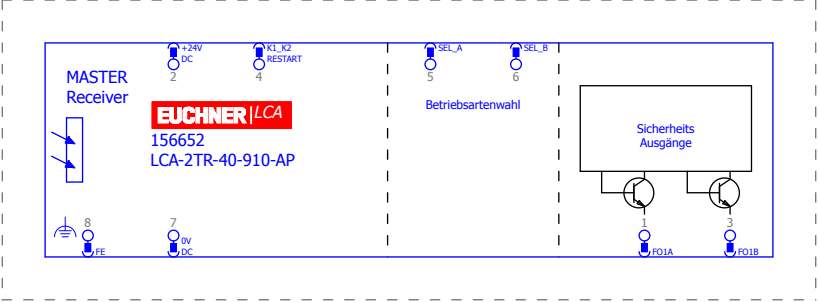 +24V
DC
2
K1_K2
RESTART
4
SEL_A
5
SEL_B
6
MASTER
Receiver
EUCHNER LCA
156652
LCA-2TR-40-910-AP
Betriebsartenwahl
Sicherheits
Ausgänge
8
FE
7
0V
DC
1
FO1A
3
FO1B